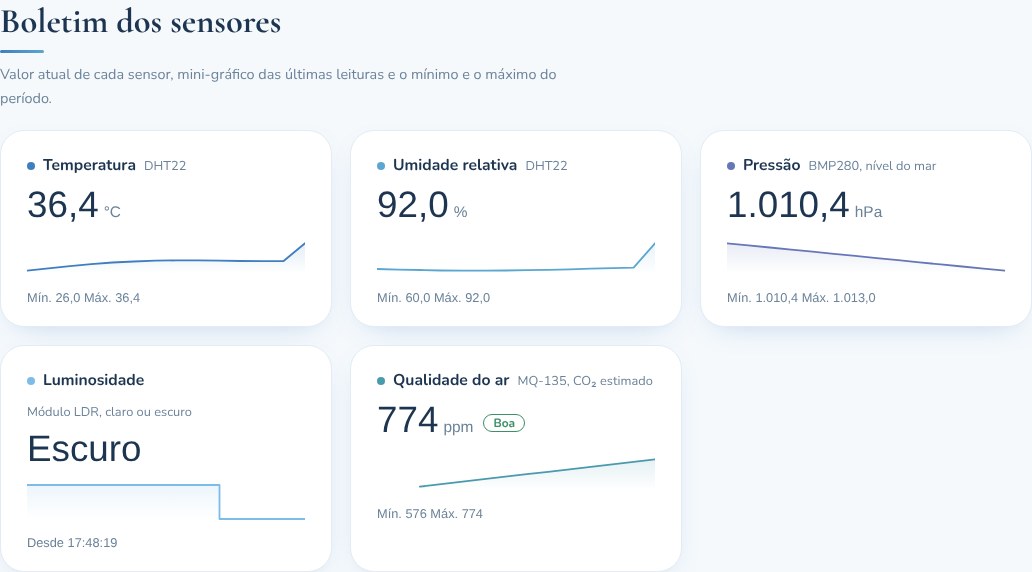 Boletim dos sensores
Valor atual de cada sensor, mini-gráfico das últimas leituras e o mínimo e o máximo do
período.
Temperatura DHT22
36,4 °C
Mín. 26,0 Máx. 36,4
Umidade relativa DHT22
92,0 %
Mín. 60,0 Máx. 92,0
Pressão BMP280, nível do mar
1.010,4 hPa
Mín. 1.010,4 Máx. 1.013,0
Luminosidade
Módulo LDR, claro ou escuro
Escuro
Desde 17:48:19
Qualidade do ar MQ-135, CO₂ estimado
774 ppm Boa
Mín. 576 Máx. 774